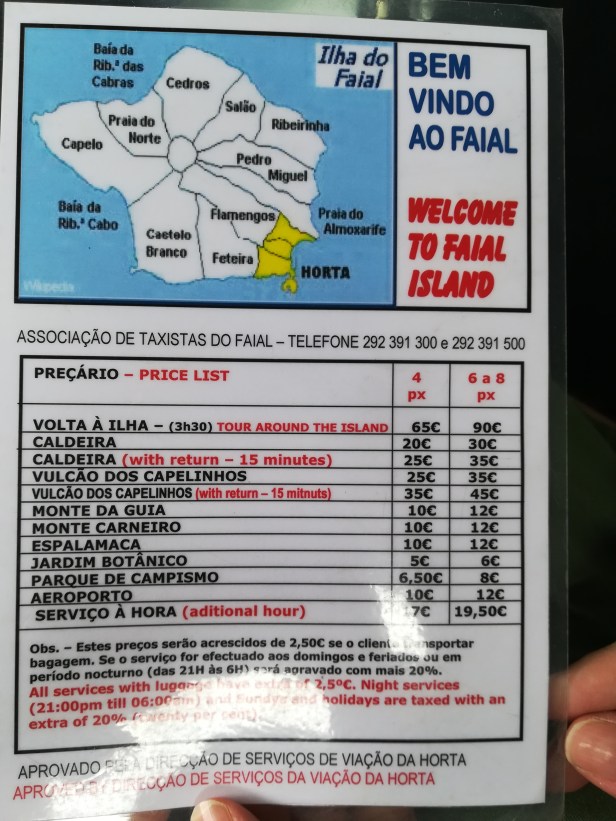 Ilha do
Faial
Baía da
Rib.ª das
Cabras
Cedros
Salão
Ribeirinha
Praia do
Norte
Capelo
Pedro
Miguel
Baía da
Rib.ª Cabo
Flamengos
Praia do
Almoxarife
Castelo
Branco
Feteira
HORTA
Wikipedia
BEM
VINDO
AO FAIAL
WELCOME
TO FAIAL
ISLAND
ASSOCIAÇÃO DE TAXISTAS DO FAIAL – TELEFONE 292 391 300 e 292 391 500
PREÇÁRIO – PRICE LIST 4 px 6 a 8 px
VOLTA À ILHA – (3h30) TOUR AROUND THE ISLAND 65€ 90€
CALDEIRA 20€ 30€
CALDEIRA (with return – 15 minutes) 25€ 35€
VULCÃO DOS CAPELINHOS 25€ 35€
VULCÃO DOS CAPELINHOS (with return – 15 mitnuts) 35€ 45€
MONTE DA GUIA 10€ 12€
MONTE CARNEIRO 10€ 12€
ESPALAMACA 10€ 12€
JARDIM BOTÂNICO 5€ 6€
PARQUE DE CAMPISMO 6,50€ 8€
AEROPORTO 10€ 12€
SERVIÇO À HORA (aditional hour) 17€ 19,50€
Obs. – Estes preços serão acrescidos de 2,50€ se o cliente transportar
bagagem. Se o serviço for efectuado aos domingos e feriados ou em
período nocturno (das 21H às 6H) será agravado com mais 20%.
All services with luggage have extra of 2,5º€. Night services
(21:00pm till 06:00am) and Sundys and holidays are taxed with an
extra of 20% (twenty per sent).
APROVADO PELA DIRECÇÃO DE SERVIÇOS DE VIAÇÃO DA HORTA
APROVED BY DIRECÇÃO DE SERVIÇOS DA VIAÇÃO DA HORTA